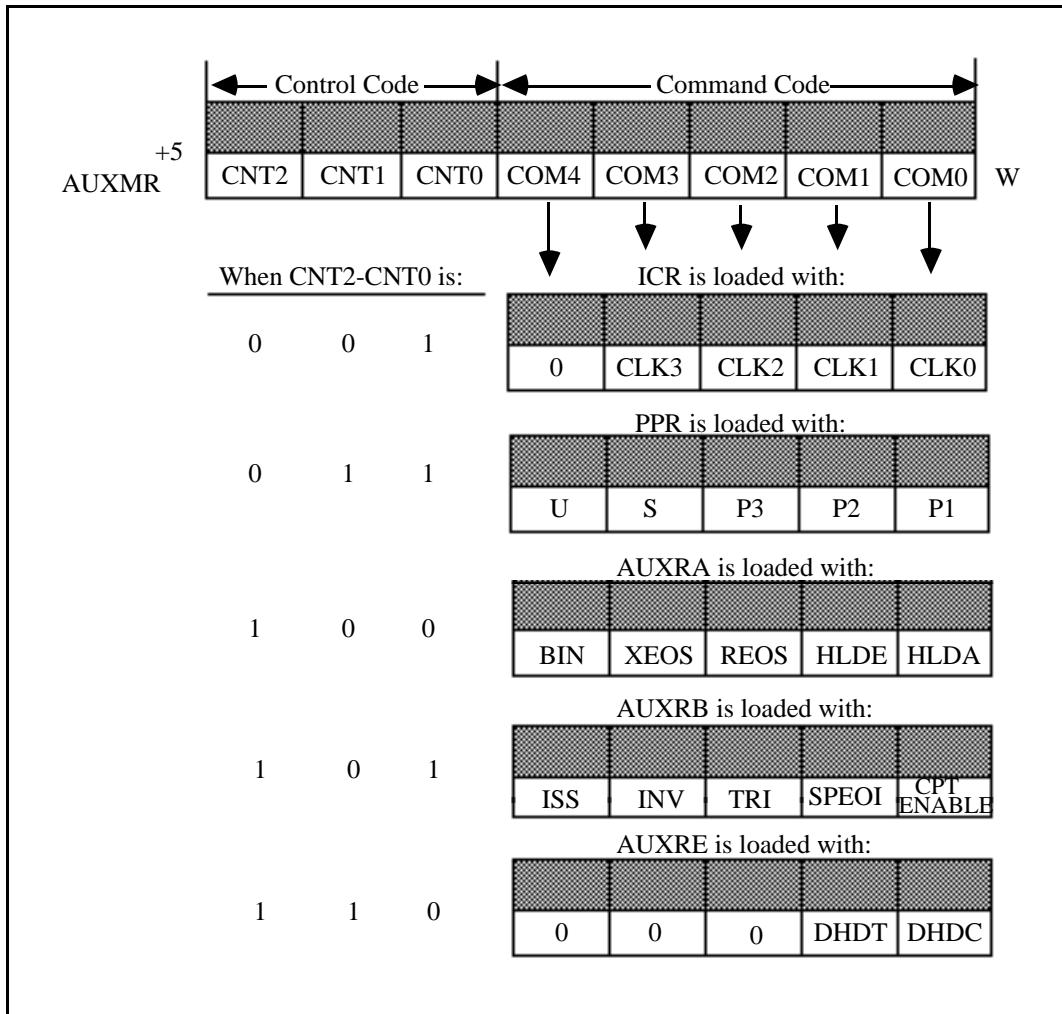 Control Code Command Code
+5
AUXMR CNT2 CNT1 CNT0 COM4 COM3 COM2 COM1 COM0 W
When CNT2-CNT0 is: ICR is loaded with:
0 0 1
0 CLK3 CLK2 CLK1 CLK0
PPR is loaded with:
0 1 1
U S P3 P2 P1
AUXRA is loaded with:
1 0 0
BIN XEOS REOS HLDE HLDA
AUXRB is loaded with:
1 0 1
ISS INV TRI SPEOI CPT ENABLE
AUXRE is loaded with:
1 1 0
0 0 0 DHDT DHDC